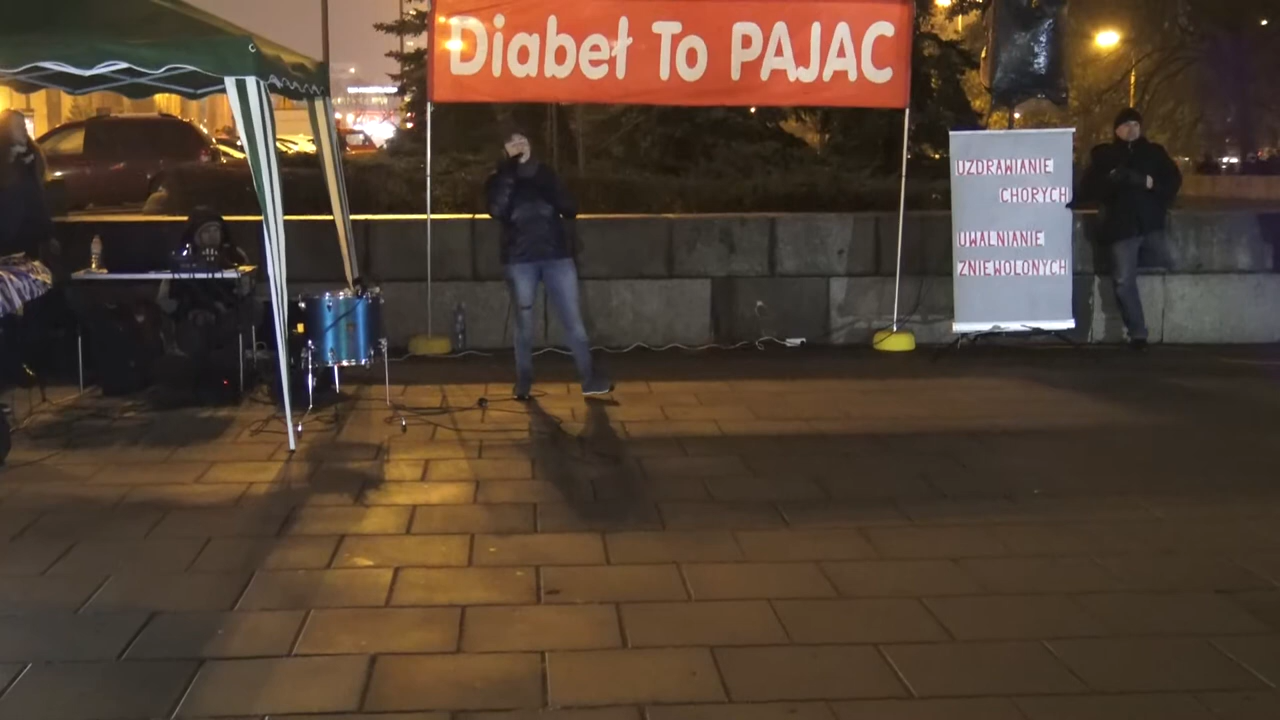 Diabeł To PAJAC
UZDRAWIANIE
CHORYCH
UWALNIANIE
ZNIEWOLONYCH